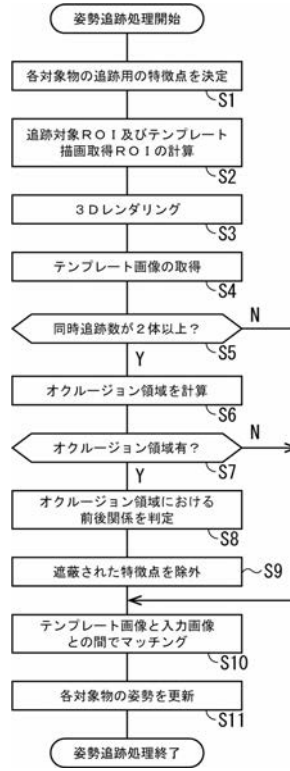 姿勢追跡処理開始
各対象物の追跡用の特徴点を決定
S1
追跡対象ROI及びテンプレート
描画取得ROIの計算
S2
3Dレンダリング
S3
テンプレート画像の取得
S4
同時追跡数が2体以上?
N
S5
Y
オクルージョン領域を計算
S6
オクルージョン領域有?
N
S7
Y
オクルージョン領域における
前後関係を判定
S8
遮蔽された特徴点を除外
S9
テンプレート画像と入力画像
との間でマッチング
S10
各対象物の姿勢を更新
S11
姿勢追跡処理終了